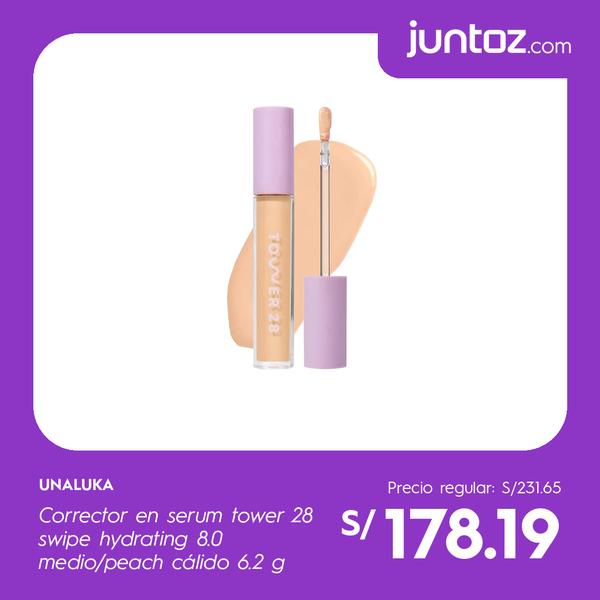 juntoz.com
TOWER 28
UNALUKA
Corrector en serum tower 28
swipe hydrating 8.0
medio/peach cálido 6.2 g
Precio regular: S/231.65
S/178.19